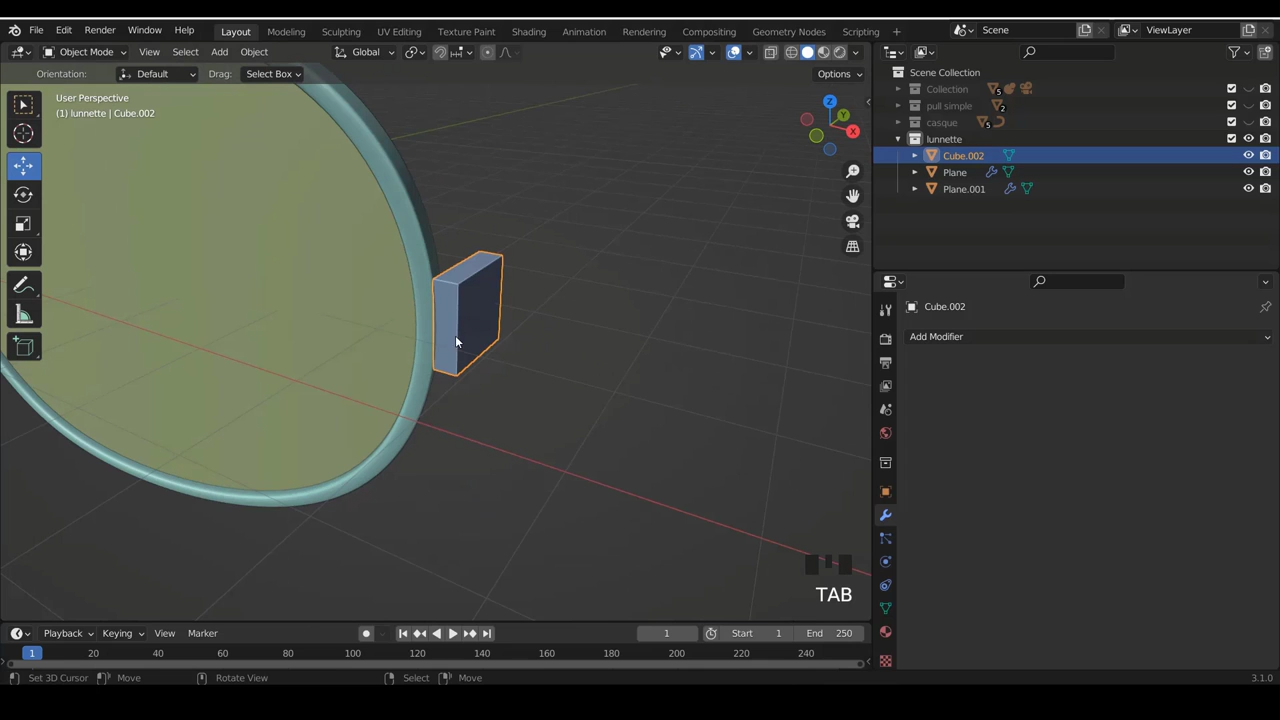 File Edit Render Window Help Layout Modeling Sculpting UV Editing Texture Paint Shading Animation Rendering Compositing Geometry Nodes Scripting + Scene ViewLayer
Object Mode View Select Add Object Global
Orientation: Default Drag: Select Box Options
User Perspective
(1) lunnette | Cube.002
Z
Y
X
Scene Collection
Collection 5
pull simple 2
casque 5
lunnette
Cube.002
Plane
Plane.001
Cube.002
Add Modifier
TAB
Playback Keying View Marker 1 Start 1 End 250
1 20 40 60 80 100 120 140 160 180 200 220 240
Set 3D Cursor Move Rotate View Select Move 3.1.0